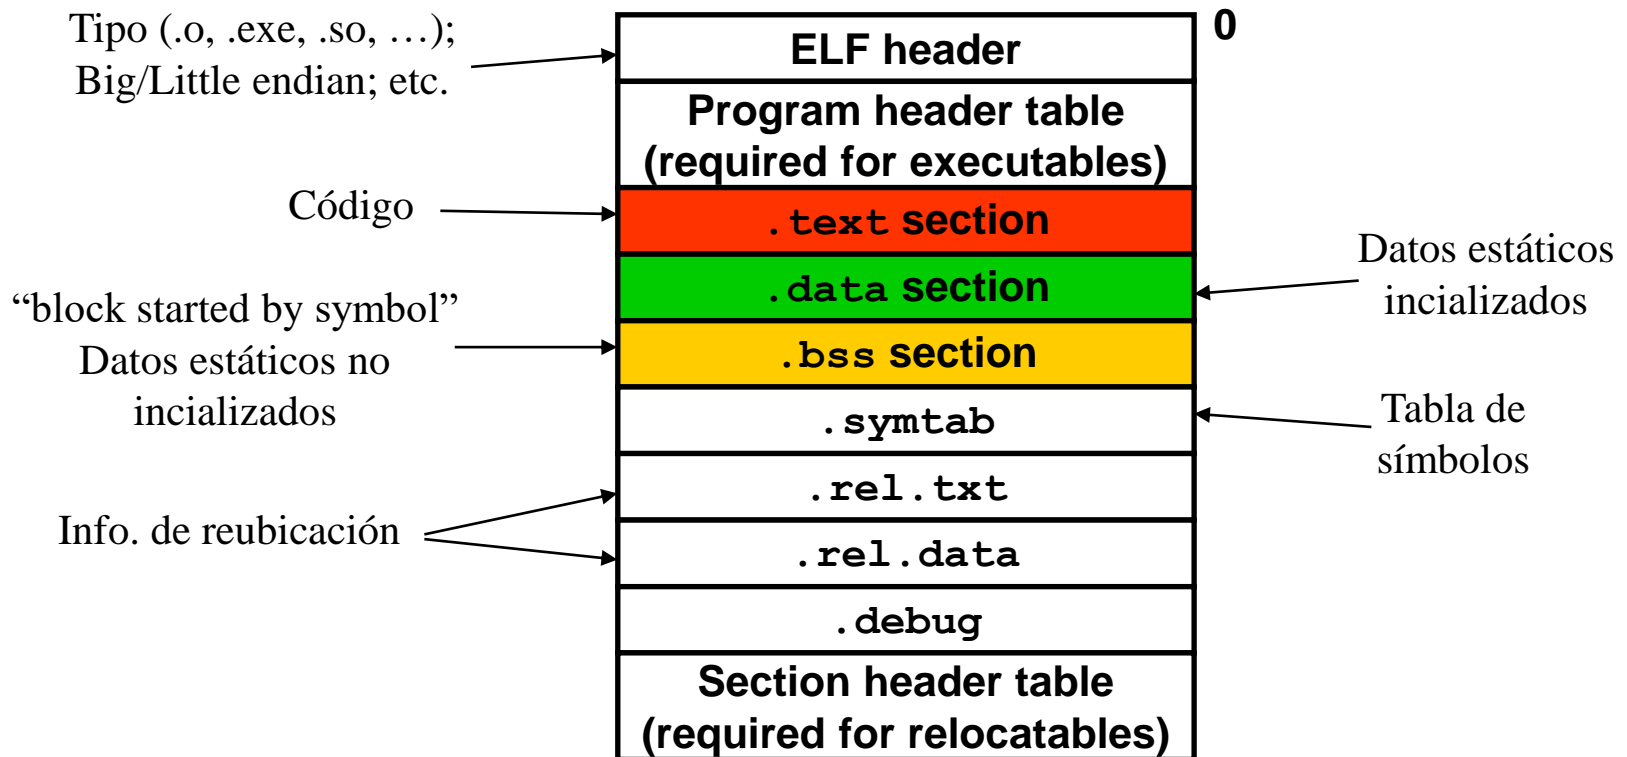 Tipo (.o, .exe, .so, …);
Big/Little endian; etc.
ELF header
0
Program header table
(required for executables)
Código
.text section
.data section
Datos estáticos
incializados
“block started by symbol”
Datos estáticos no
incializados
.bss section
.symtab
Tabla de
símbolos
.rel.txt
Info. de reubicación
.rel.data
.debug
Section header table
(required for relocatables)